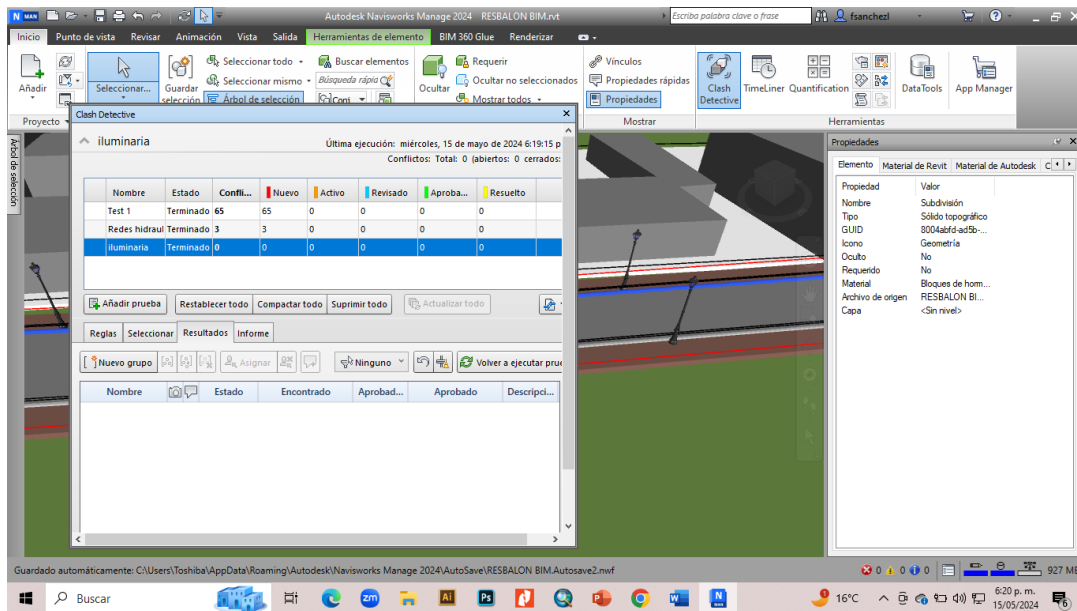 N MAN Autodesk Navisworks Manage 2024 RESBALON BIM.rvt Escriba palabra clave o frase fsanchezl
Inicio Punto de vista Revisar Animación Vista Salida Herramientas de elemento BIM 360 Glue Renderizar
Añadir
Proyecto
Seleccionar...
Guardar selección
Seleccionar todo
Seleccionar mismo
Árbol de selección
Buscar elementos
Búsqueda rápida
Conj
Ocultar
Requerir
Ocultar no seleccionados
Mostrar todos
Vínculos
Propiedades rápidas
Propiedades
Mostrar
Clash Detective
TimeLiner
Quantification
DataTools
App Manager
Herramientas
Árbol de selección
Clash Detective
iluminaria
Última ejecución: miércoles, 15 de mayo de 2024 6:19:15 p
Conflictos: Total: 0 (abiertos: 0 cerrados:
Nombre Estado Confli... Nuevo Activo Revisado Aproba... Resuelto
Test 1 Terminado 65 65 0 0 0 0
Redes hidraul Terminado 3 3 0 0 0 0
iluminaria Terminado 0 0 0 0 0 0
Añadir prueba Restablecer todo Compactar todo Suprimir todo Actualizar todo
Reglas Seleccionar Resultados Informe
Nuevo grupo Asignar Ninguno Volver a ejecutar prue
Nombre Estado Encontrado Aprobad... Aprobado Descripci...
Propiedades
Elemento Material de Revit Material de Autodesk C
Propiedad Valor
Nombre Subdivisión
Tipo Sólido topográfico
GUID 8004abfd-ad5b-...
Icono Geometría
Oculto No
Requerido No
Material Bloques de horm...
Archivo de origen RESBALON BI...
Capa <Sin nivel>
Guardado automáticamente: C:\Users\Toshiba\AppData\Roaming\Autodesk\Navisworks Manage 2024\AutoSave\RESBALON BIM.Autosave2.nwf
0 0 0 927 ME
Buscar
zm
Ai
Ps
P
W
N
16°C
6:20 p. m.
15/05/2024
6